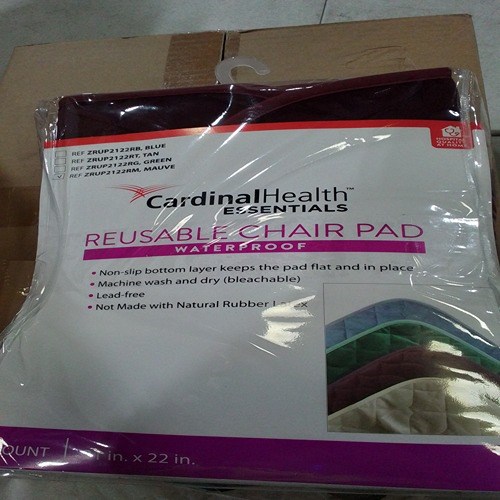 REF ZRUP2122RB, BLUE
REF ZRUP2122RT, TAN
REF ZRUP2122RG, GREEN
REF ZRUP2122RM, MAUVE
CardinalHealth™
ESSENTIALS
REUSABLE CHAIR PAD
WATERPROOF
• Non-slip bottom layer keeps the pad flat and in place
• Machine wash and dry (bleachable)
• Lead-free
• Not Made with Natural Rubber Latex
in. x 22 in.